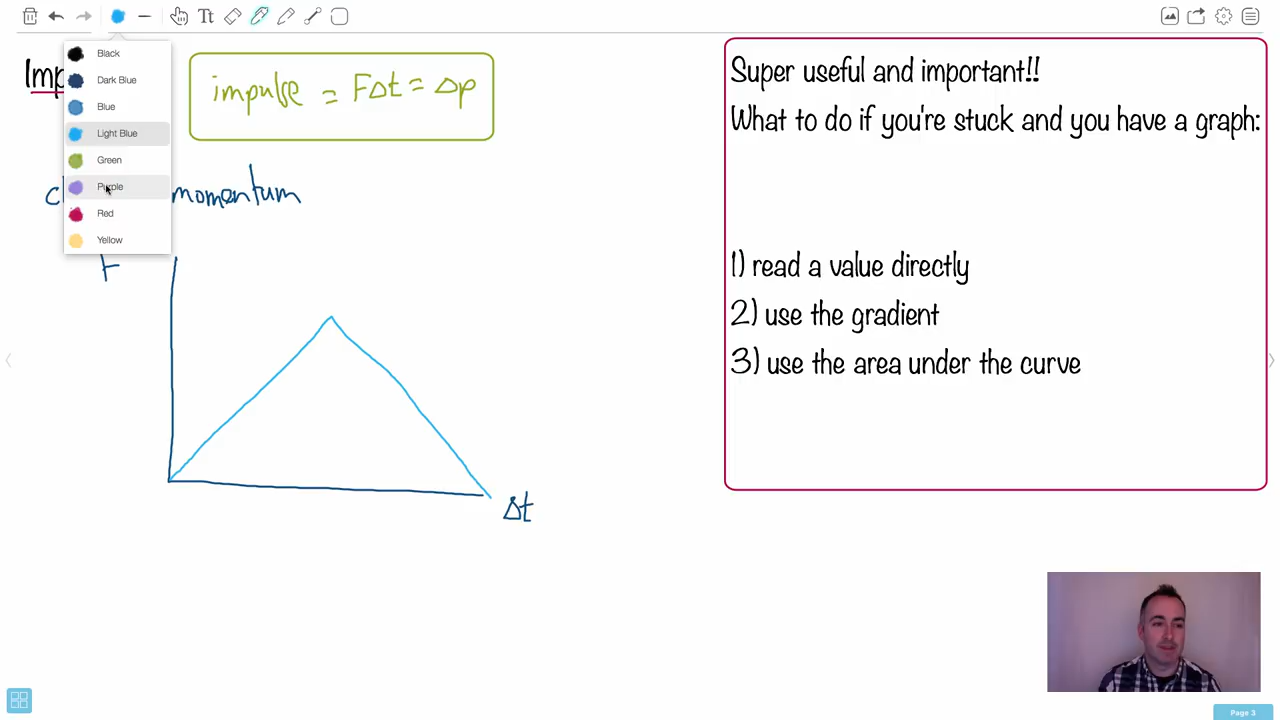 Tt
Black
Dark Blue
Blue
Light Blue
Green
Purple
Red
Yellow
impulse = FΔt = Δp
momentum
F
Δt
Super useful and important!!
What to do if you're stuck and you have a graph:
1) read a value directly
2) use the gradient
3) use the area under the curve
Page 3